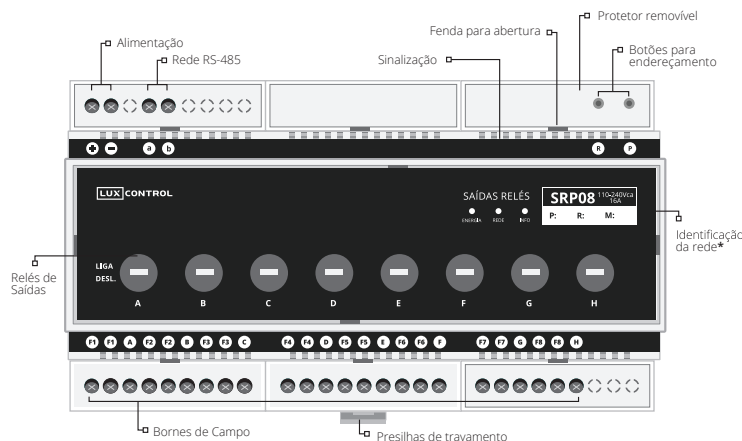 Protetor removível
Fenda para abertura
Alimentação
Botões para
endereçamento
Rede RS-485
Sinalização
+ - a b
R P
LUX CONTROL
SAÍDAS RELÉS
ENERGIA REDE INFO
SRP08 110-240Vca
16A
P: R: M:
Identificação
da rede*
Relés de
Saídas
LIGA
DESL.
A B C D E F G H
F1 F1 A F2 F2 B F3 F3 C F4 F4 D F5 F5 E F6 F6 F F7 F7 G F8 F8 H
Bornes de Campo
Presilhas de travamento